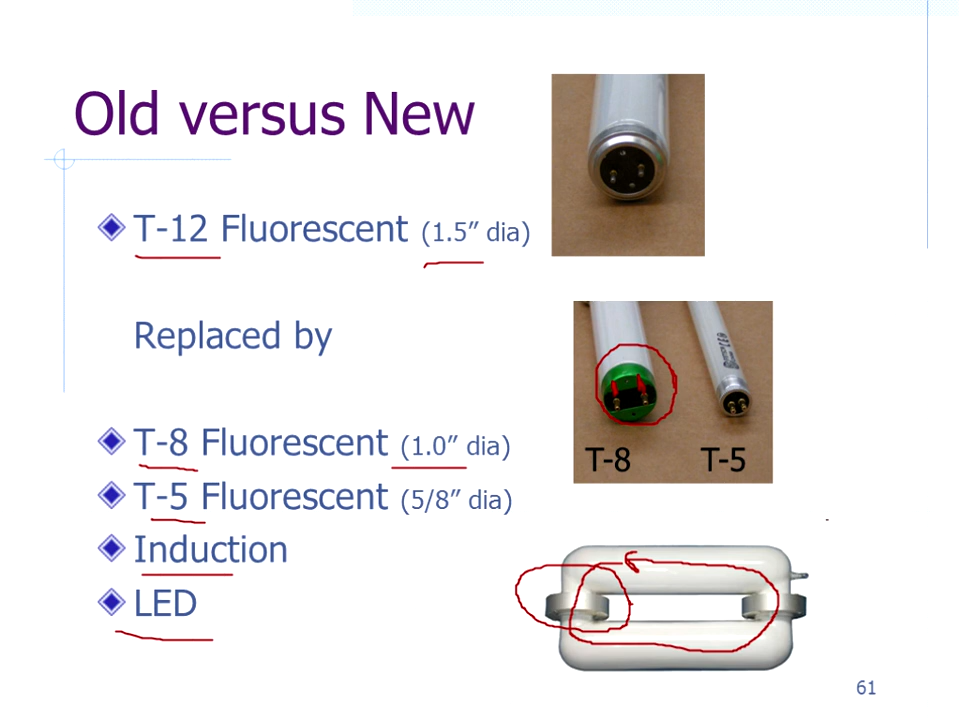 Old versus New
T-12 Fluorescent (1.5” dia)
Replaced by
T-8 Fluorescent (1.0” dia)
T-5 Fluorescent (5/8” dia)
Induction
LED
T-8 T-5
61